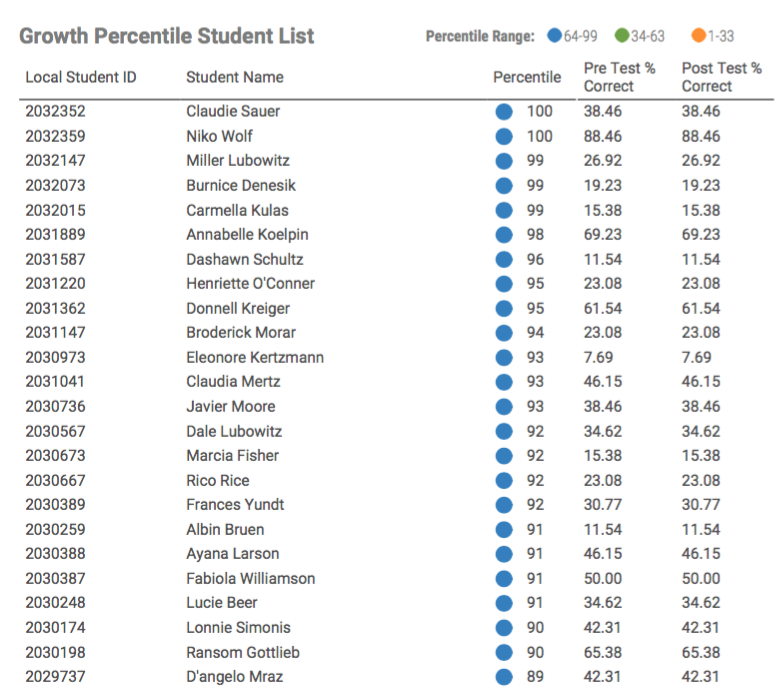 Growth Percentile Student List
Percentile Range: 64-99 34-63 1-33
Local Student ID Student Name Percentile Pre Test % Correct Post Test % Correct
2032352 Claudie Sauer 100 38.46 38.46
2032359 Niko Wolf 100 88.46 88.46
2032147 Miller Lubowitz 99 26.92 26.92
2032073 Burnice Denesik 99 19.23 19.23
2032015 Carmella Kulas 99 15.38 15.38
2031889 Annabelle Koelpin 98 69.23 69.23
2031587 Dashawn Schultz 96 11.54 11.54
2031220 Henriette O'Conner 95 23.08 23.08
2031362 Donnell Kreiger 95 61.54 61.54
2031147 Broderick Morar 94 23.08 23.08
2030973 Eleonore Kertzmann 93 7.69 7.69
2031041 Claudia Mertz 93 46.15 46.15
2030736 Javier Moore 93 38.46 38.46
2030567 Dale Lubowitz 92 34.62 34.62
2030673 Marcia Fisher 92 15.38 15.38
2030667 Rico Rice 92 23.08 23.08
2030389 Frances Yundt 92 30.77 30.77
2030259 Albin Bruen 91 11.54 11.54
2030388 Ayana Larson 91 46.15 46.15
2030387 Fabiola Williamson 91 50.00 50.00
2030248 Lucie Beer 91 34.62 34.62
2030174 Lonnie Simonis 90 42.31 42.31
2030198 Ransom Gottlieb 90 65.38 65.38
2029737 D'angelo Mraz 89 42.31 42.31